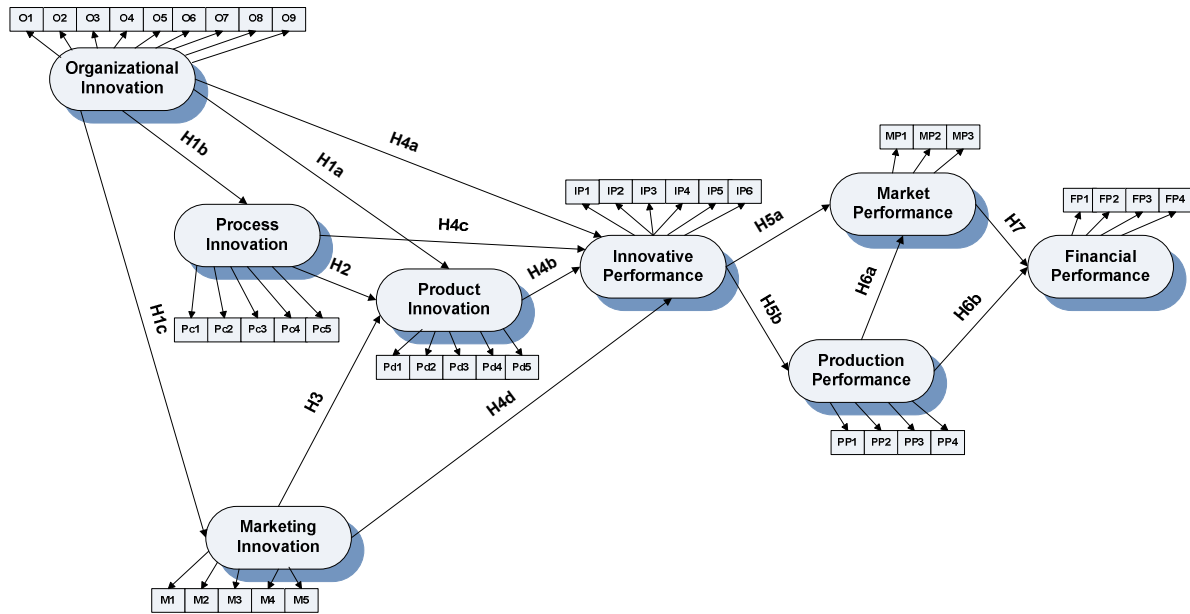 O1 O2 O3 O4 O5 O6 O7 O8 O9
Organizational
Innovation
H1b
H1a
H4a
H1c
Process
Innovation
Pc1 Pc2 Pc3 Pc4 Pc5
H4c
H2
Product
Innovation
Pd1 Pd2 Pd3 Pd4 Pd5
H4b
H3
H4d
Marketing
Innovation
M1 M2 M3 M4 M5
IP1 IP2 IP3 IP4 IP5 IP6
Innovative
Performance
H5a
H5b
MP1 MP2 MP3
Market
Performance
H6a
H7
H6b
Production
Performance
PP1 PP2 PP3 PP4
FP1 FP2 FP3 FP4
Financial
Performance